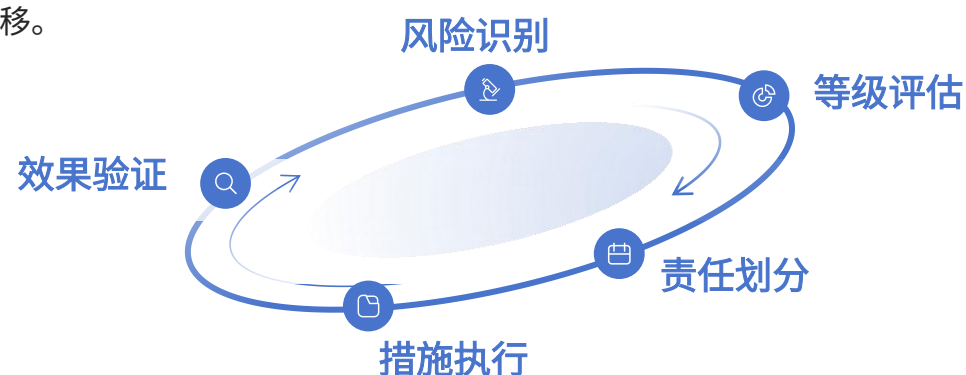 移。
风险识别
等级评估
效果验证
责任划分
措施执行